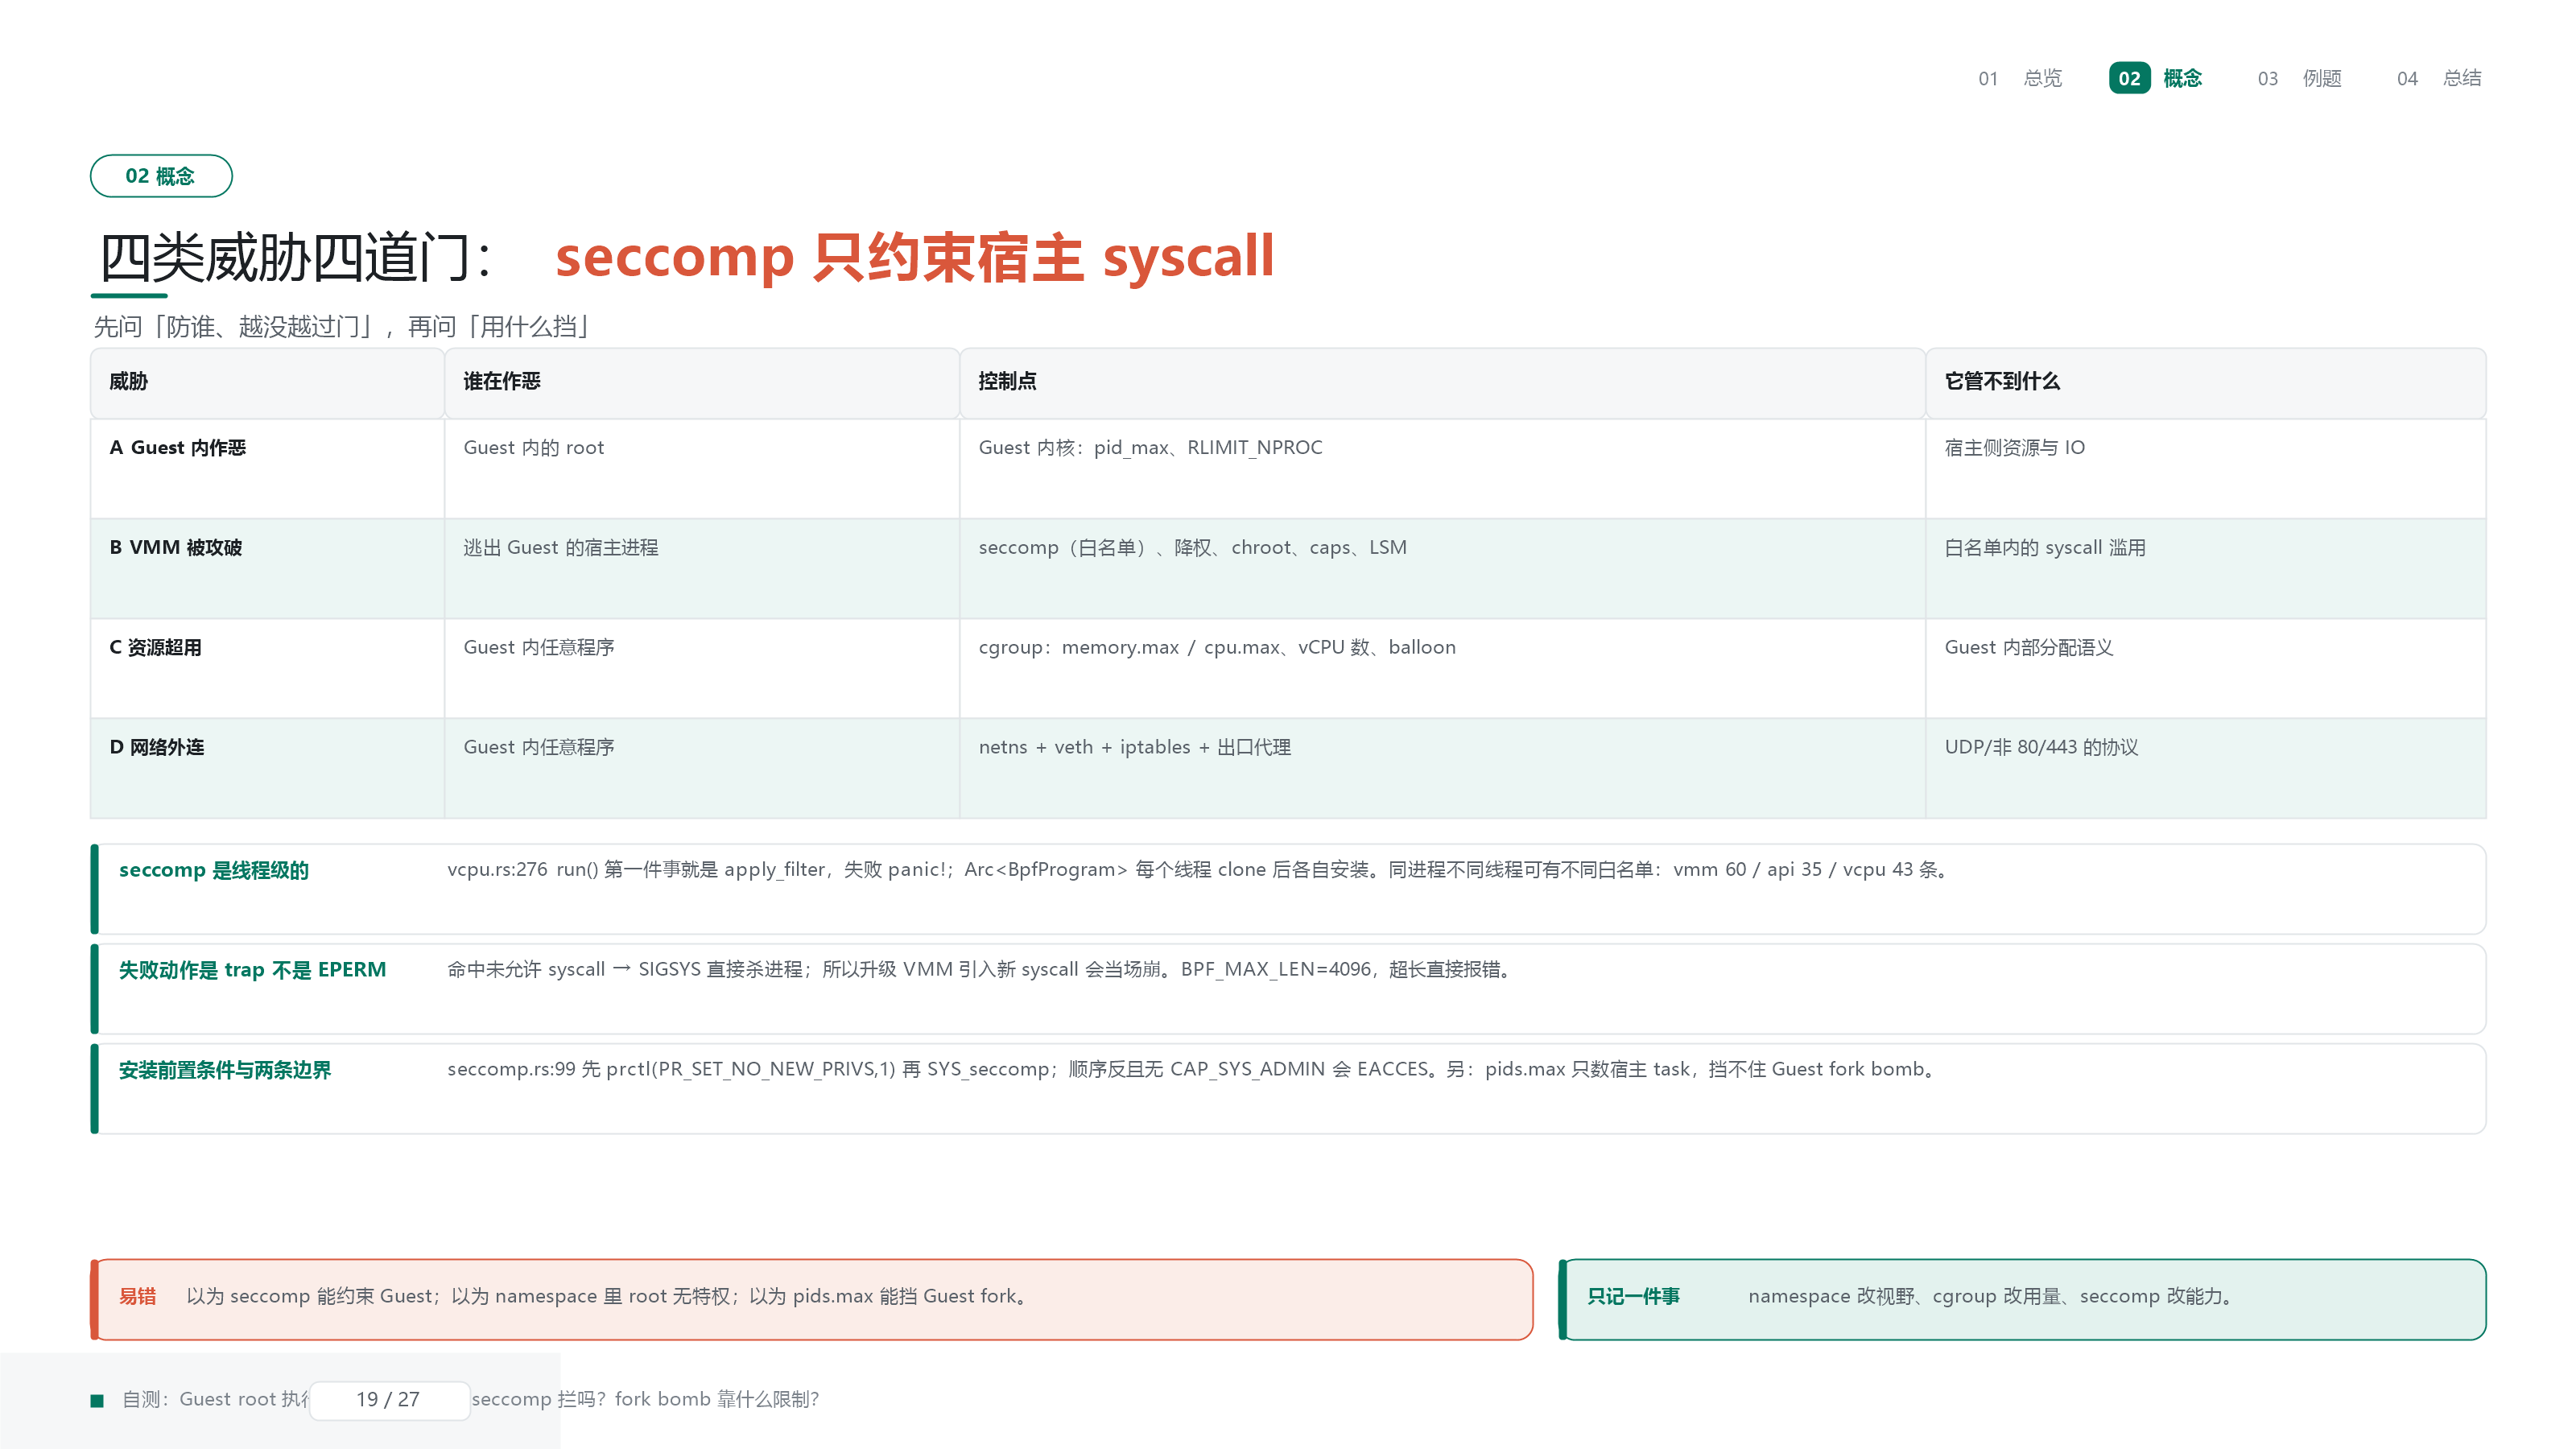 01 总览 02 概念 03 例题 04 总结
02 概念
四类威胁四道门： seccomp 只约束宿主 syscall
先问「防谁、越没越过门」，再问「用什么挡」
威胁 谁在作恶 控制点 它管不到什么
A Guest 内作恶 Guest 内的 root Guest 内核：pid_max、RLIMIT_NPROC 宿主侧资源与 IO
B VMM 被攻破 逃出 Guest 的宿主进程 seccomp（白名单）、降权、chroot、caps、LSM 白名单内的 syscall 滥用
C 资源超用 Guest 内任意程序 cgroup：memory.max / cpu.max、vCPU 数、balloon Guest 内部分配语义
D 网络外连 Guest 内任意程序 netns + veth + iptables + 出口代理 UDP/非 80/443 的协议
seccomp 是线程级的 vcpu.rs:276 run() 第一件事就是 apply_filter，失败 panic!；Arc<BpfProgram> 每个线程 clone 后各自安装。同进程不同线程可有不同白名单：vmm 60 / api 35 / vcpu 43 条。
失败动作是 trap 不是 EPERM 命中未允许 syscall → SIGSYS 直接杀进程；所以升级 VMM 引入新 syscall 会当场崩。BPF_MAX_LEN=4096，超长直接报错。
安装前置条件与两条边界 seccomp.rs:99 先 prctl(PR_SET_NO_NEW_PRIVS,1) 再 SYS_seccomp；顺序反且无 CAP_SYS_ADMIN 会 EACCES。另：pids.max 只数宿主 task，挡不住 Guest fork bomb。
易错 以为 seccomp 能约束 Guest；以为 namespace 里 root 无特权；以为 pids.max 能挡 Guest fork。
只记一件事 namespace 改视野、cgroup 改用量、seccomp 改能力。
自测：Guest root 执 19 / 27 seccomp 拦吗？fork bomb 靠什么限制？